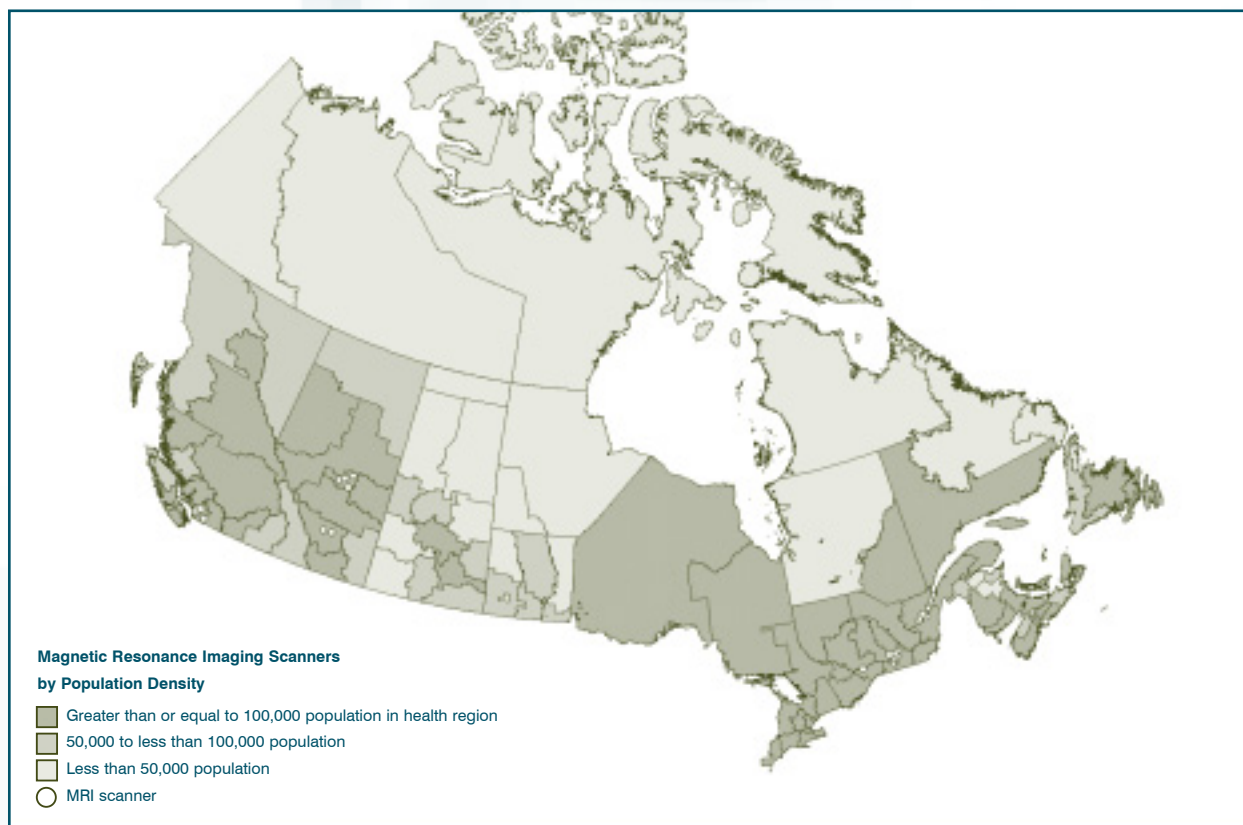 Magnetic Resonance Imaging Scanners
by Population Density
Greater than or equal to 100,000 population in health region
50,000 to less than 100,000 population
Less than 50,000 population
MRI scanner